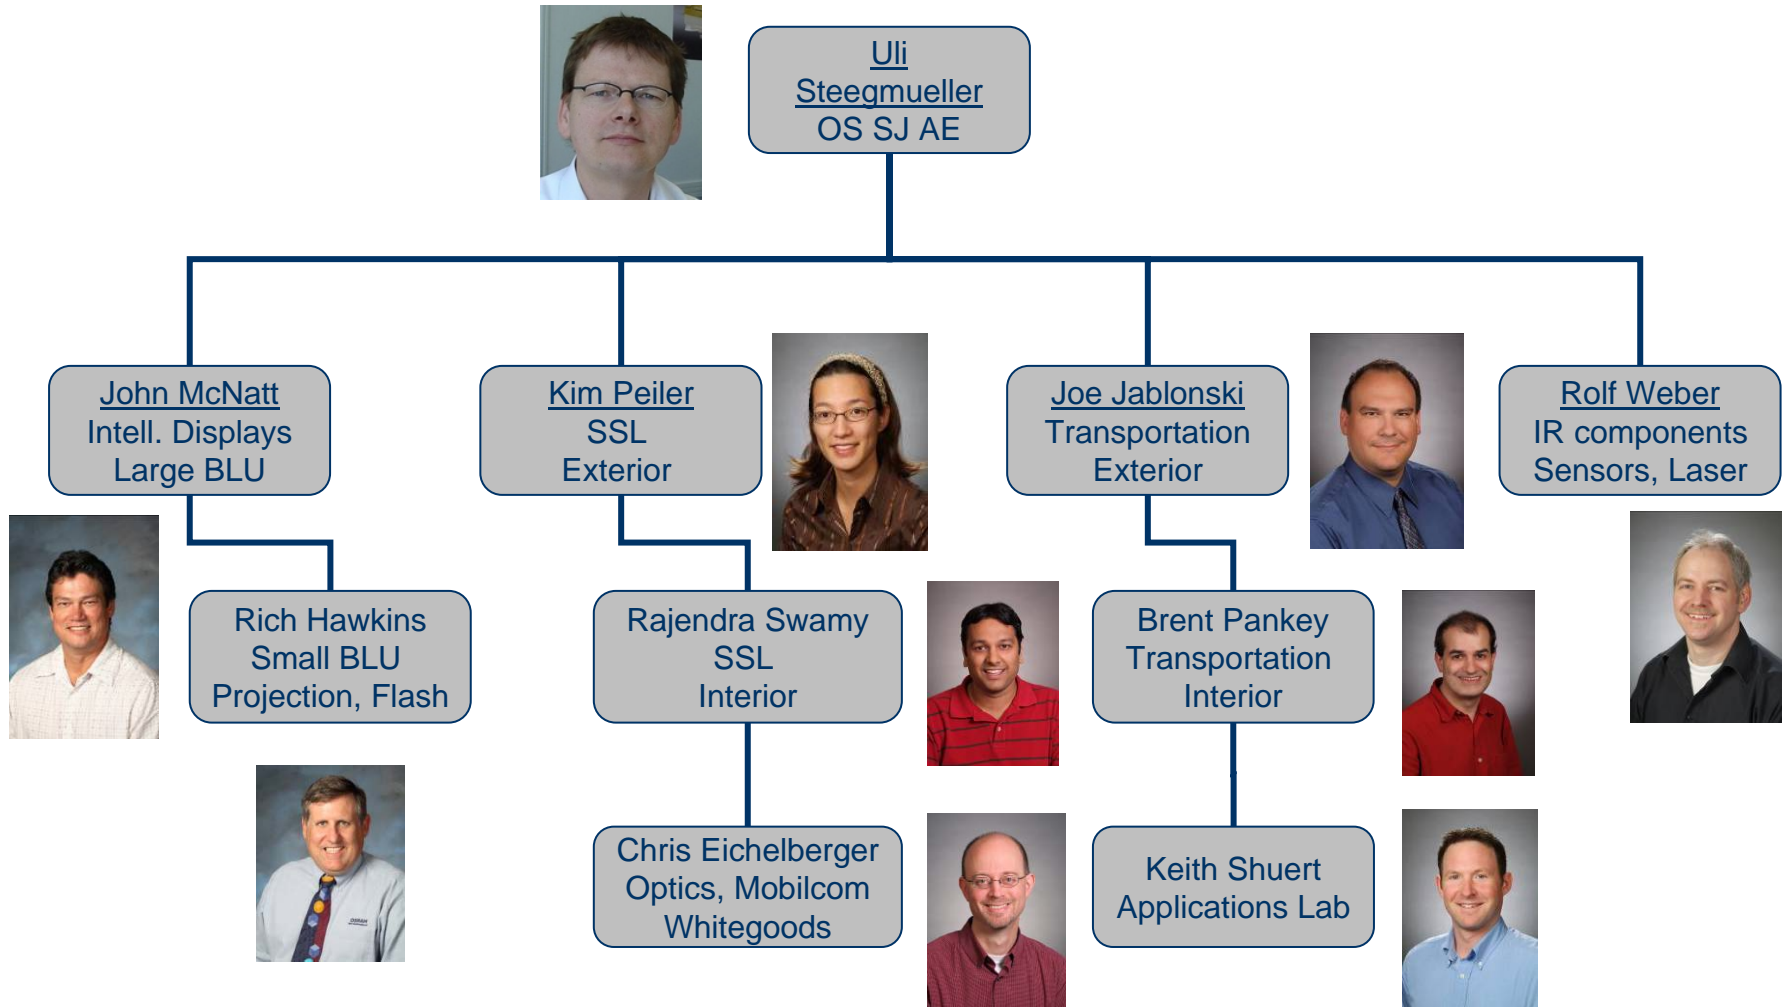 Uli
Steegmueller
OS SJ AE
John McNatt
Intell. Displays
Large BLU
Kim Peiler
SSL
Exterior
Joe Jablonski
Transportation
Exterior
Rolf Weber
IR components
Sensors, Laser
Rich Hawkins
Small BLU
Projection, Flash
Rajendra Swamy
SSL
Interior
Brent Pankey
Transportation
Interior
Chris Eichelberger
Optics, Mobilcom
Whitegoods
Keith Shuert
Applications Lab
OSRAM